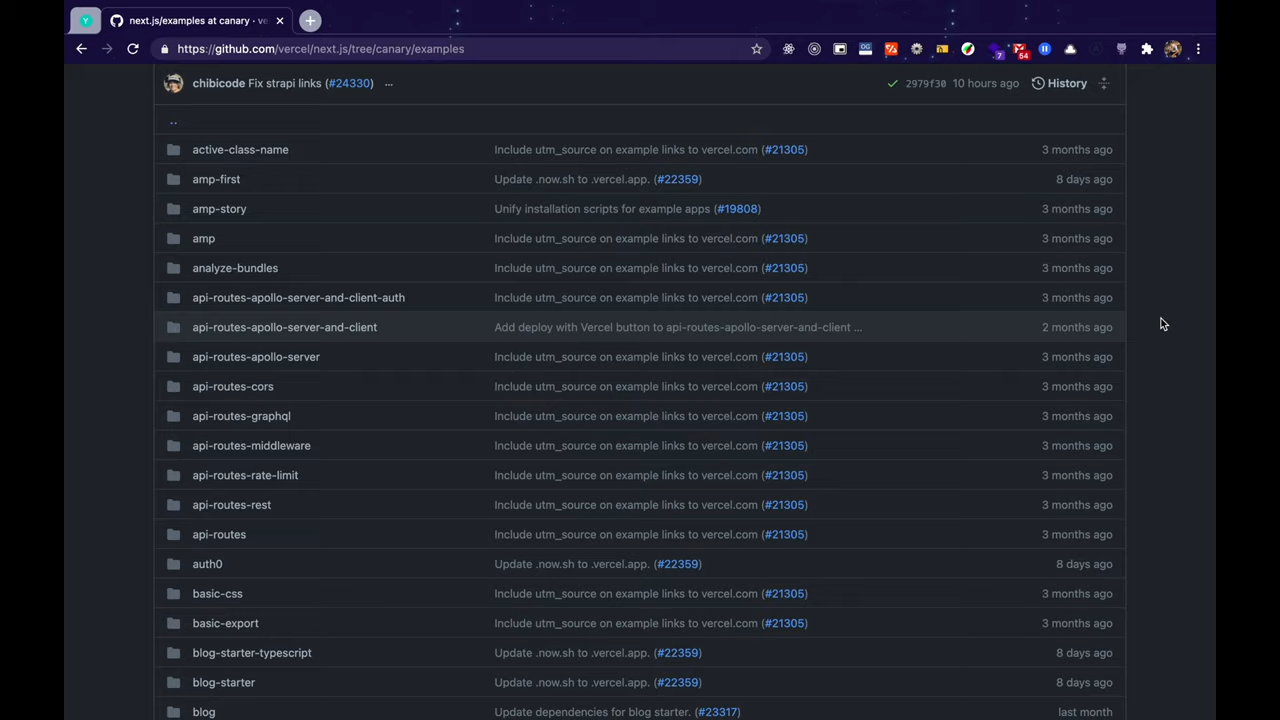 Y
next.js/examples at canary · ve
https://github.com/vercel/next.js/tree/canary/examples
7
54
chibicode Fix strapi links (#24330) ...
2979f30 10 hours ago History
..
active-class-name Include utm_source on example links to vercel.com (#21305) 3 months ago
amp-first Update .now.sh to .vercel.app. (#22359) 8 days ago
amp-story Unify installation scripts for example apps (#19808) 3 months ago
amp Include utm_source on example links to vercel.com (#21305) 3 months ago
analyze-bundles Include utm_source on example links to vercel.com (#21305) 3 months ago
api-routes-apollo-server-and-client-auth Include utm_source on example links to vercel.com (#21305) 3 months ago
api-routes-apollo-server-and-client Add deploy with Vercel button to api-routes-apollo-server-and-client ... 2 months ago
api-routes-apollo-server Include utm_source on example links to vercel.com (#21305) 3 months ago
api-routes-cors Include utm_source on example links to vercel.com (#21305) 3 months ago
api-routes-graphql Include utm_source on example links to vercel.com (#21305) 3 months ago
api-routes-middleware Include utm_source on example links to vercel.com (#21305) 3 months ago
api-routes-rate-limit Include utm_source on example links to vercel.com (#21305) 3 months ago
api-routes-rest Include utm_source on example links to vercel.com (#21305) 3 months ago
api-routes Include utm_source on example links to vercel.com (#21305) 3 months ago
auth0 Update .now.sh to .vercel.app. (#22359) 8 days ago
basic-css Include utm_source on example links to vercel.com (#21305) 3 months ago
basic-export Include utm_source on example links to vercel.com (#21305) 3 months ago
blog-starter-typescript Update .now.sh to .vercel.app. (#22359) 8 days ago
blog-starter Update .now.sh to .vercel.app. (#22359) 8 days ago
blog Update dependencies for blog starter. (#23317) last month